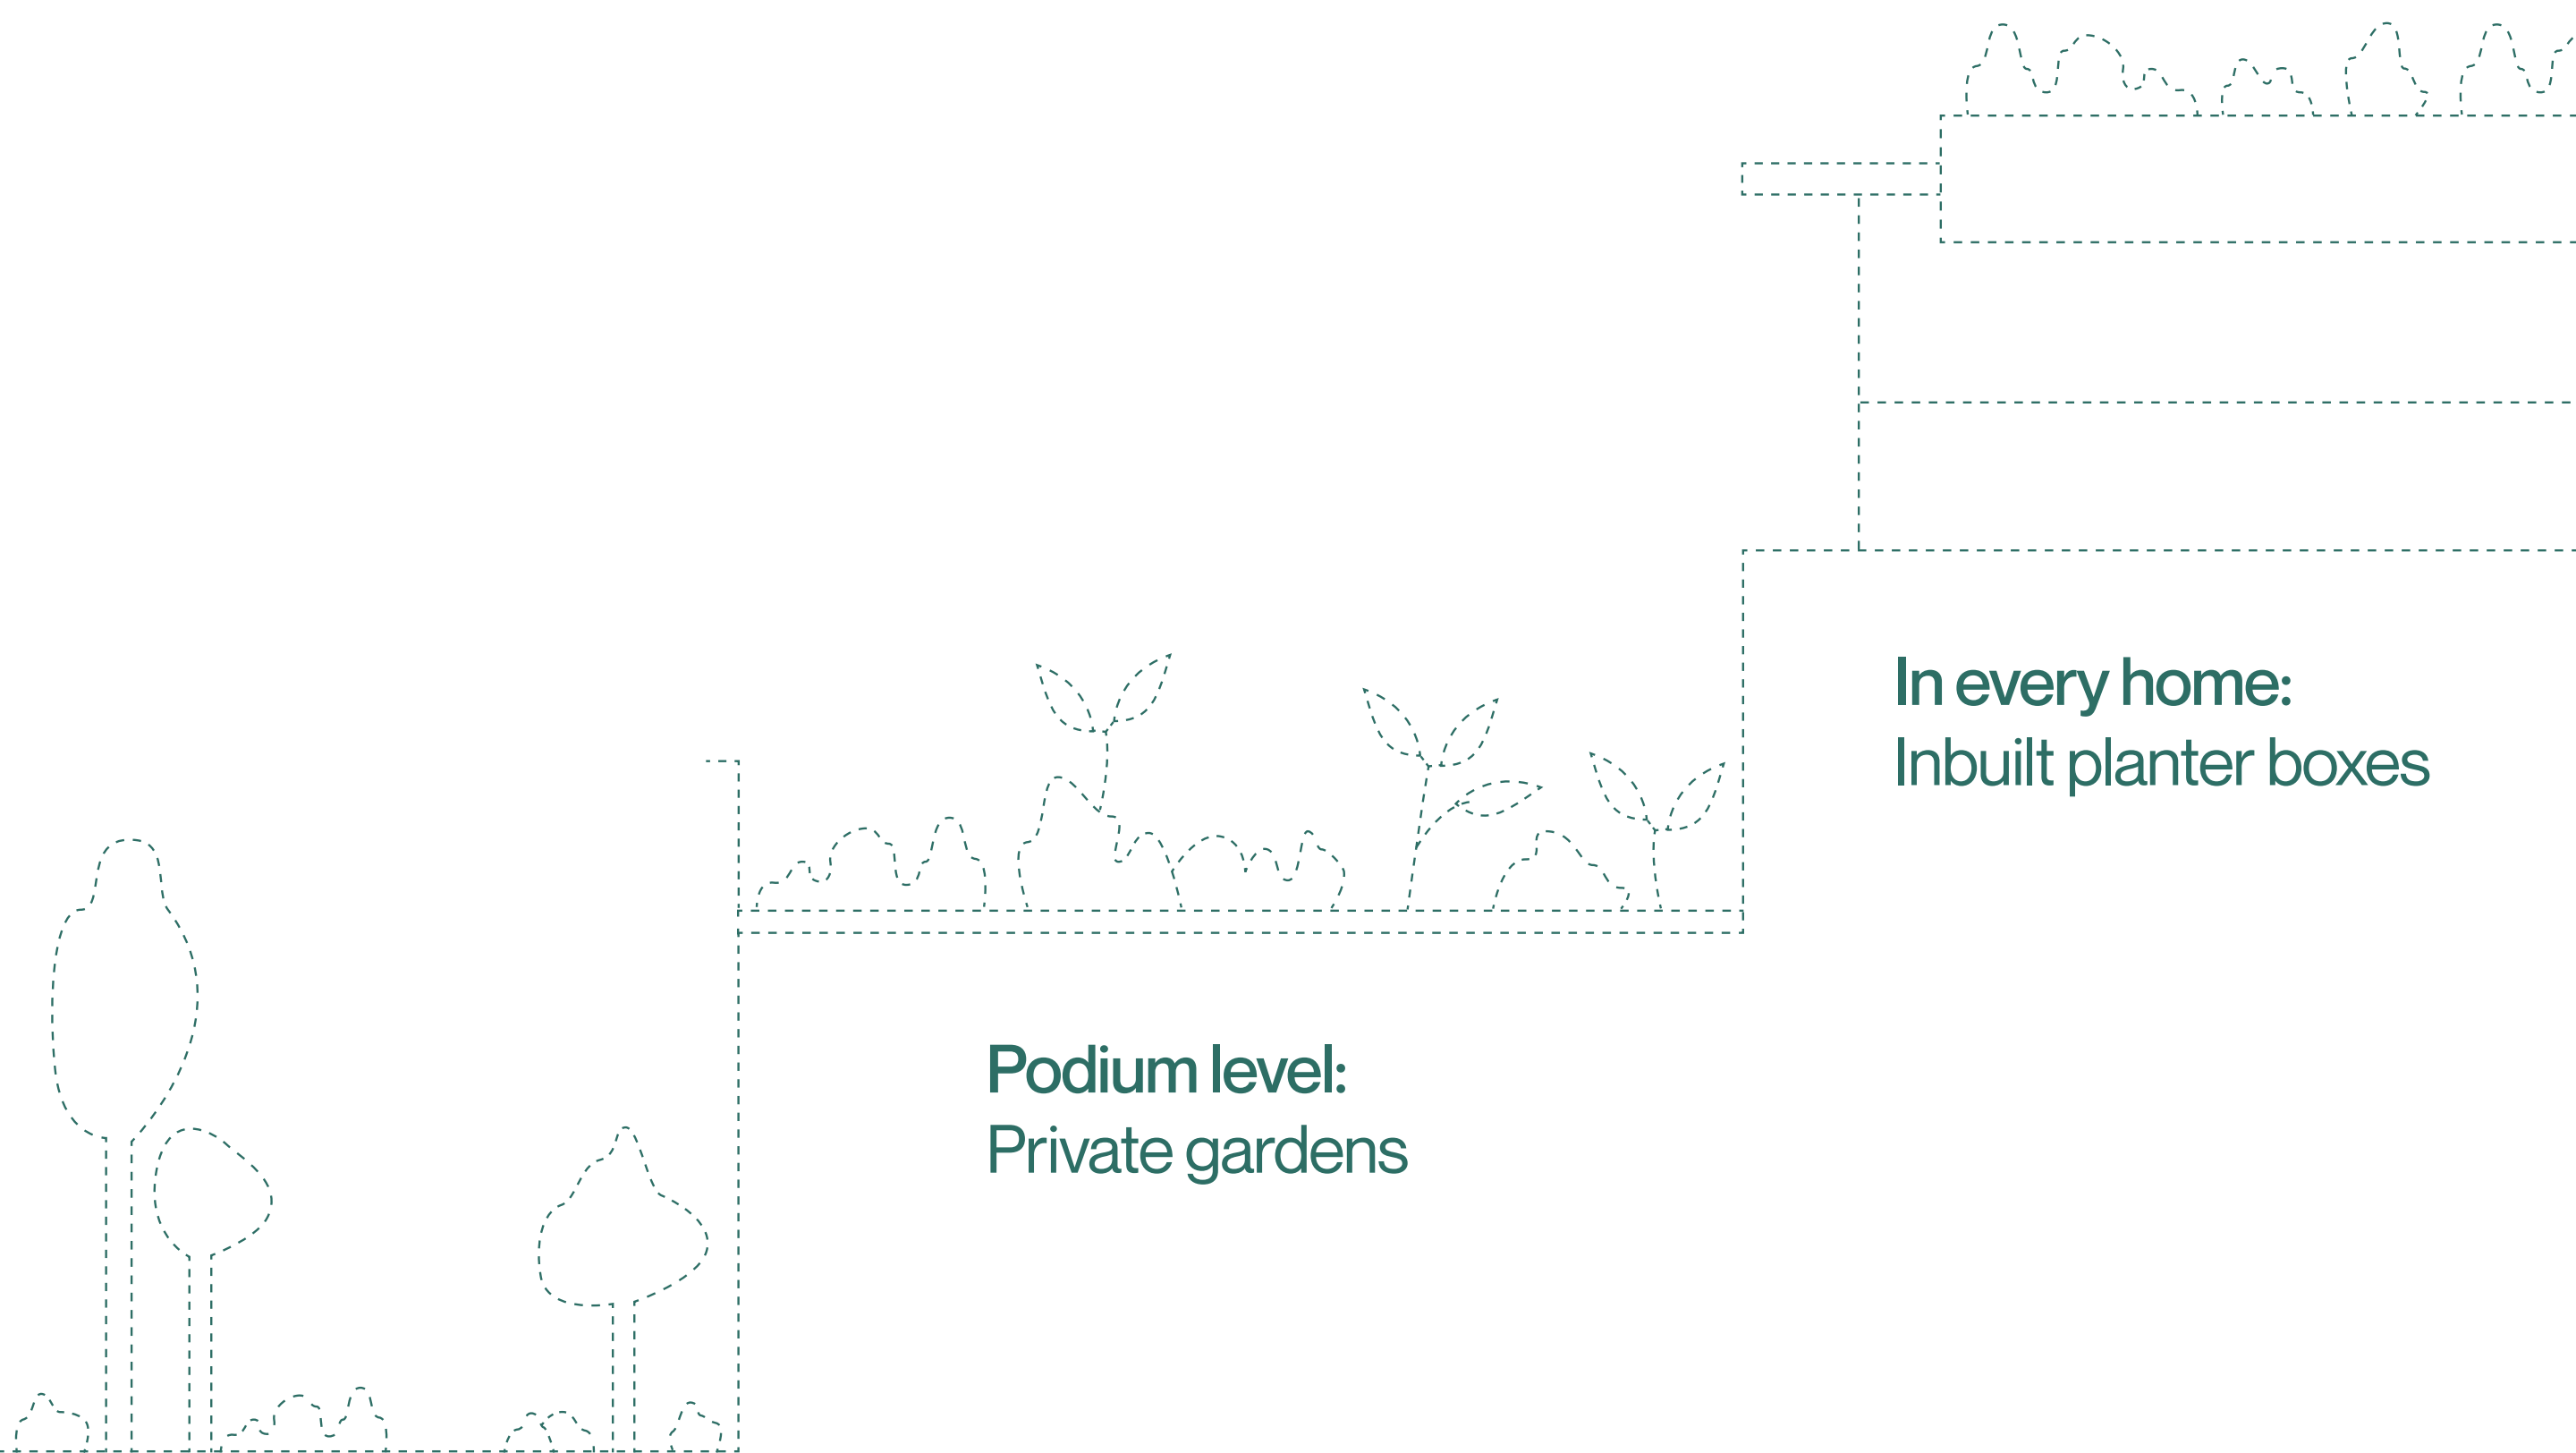 In every home:
Inbuilt planter boxes
Podium level:
Private gardens